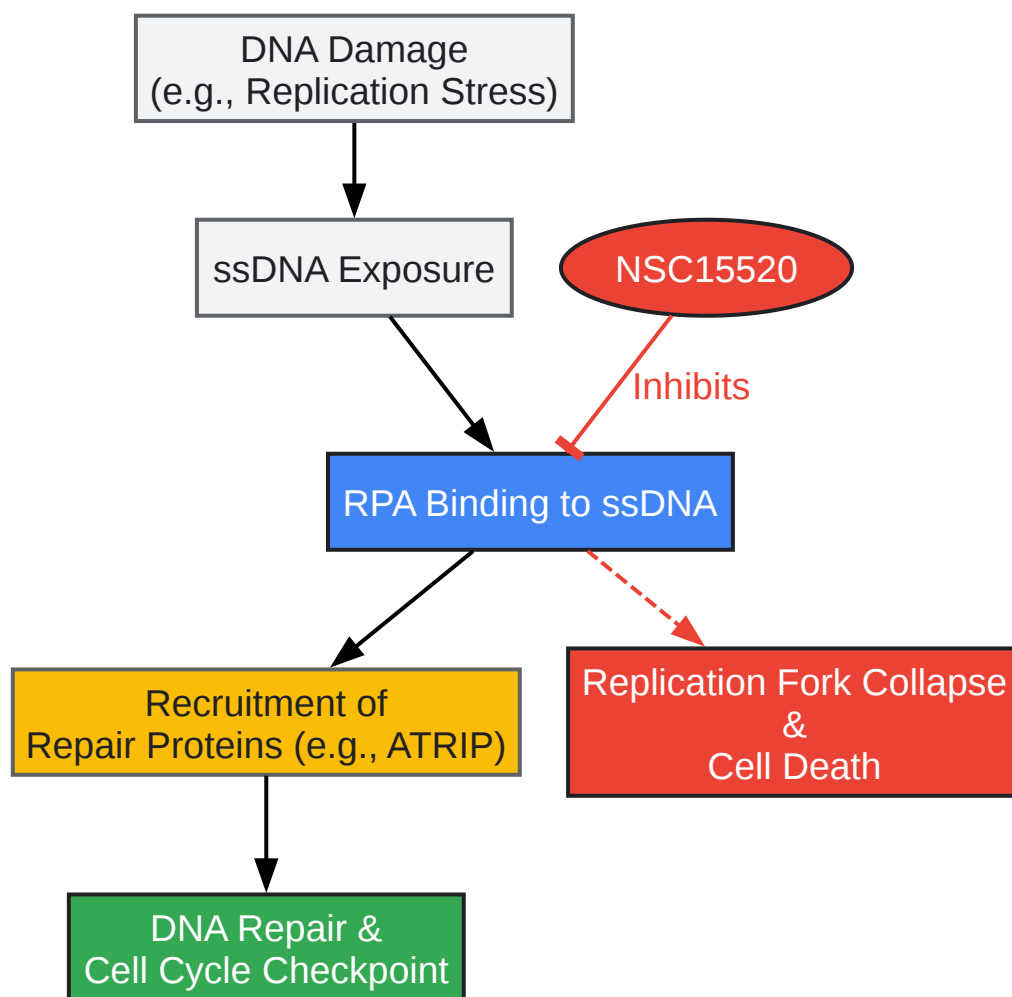 DNA Damage
(e.g., Replication Stress)
ssDNA Exposure
NSC15520
Inhibits
RPA Binding to ssDNA
Recruitment of
Repair Proteins (e.g., ATRIP)
Replication Fork Collapse
&
Cell Death
DNA Repair &
Cell Cycle Checkpoint